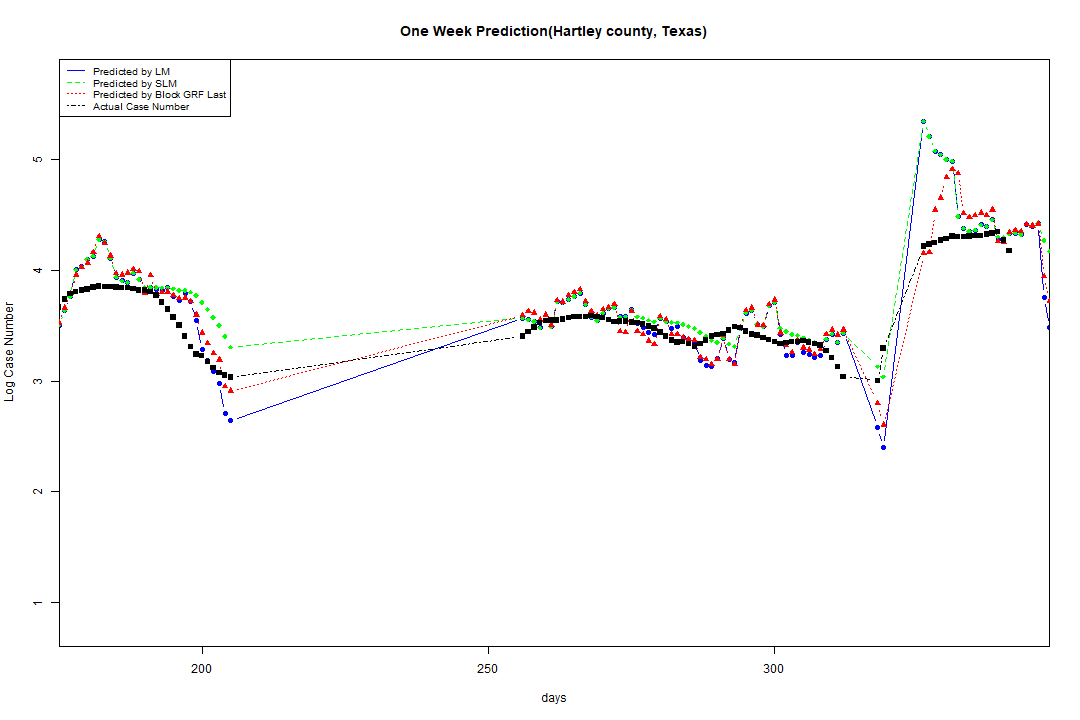 One Week Prediction(Hartley county, Texas)
Predicted by LM
Predicted by SLM
Predicted by Block GRF Last
Actual Case Number
5
4
3
2
1
Log Case Number
200
250
300
days